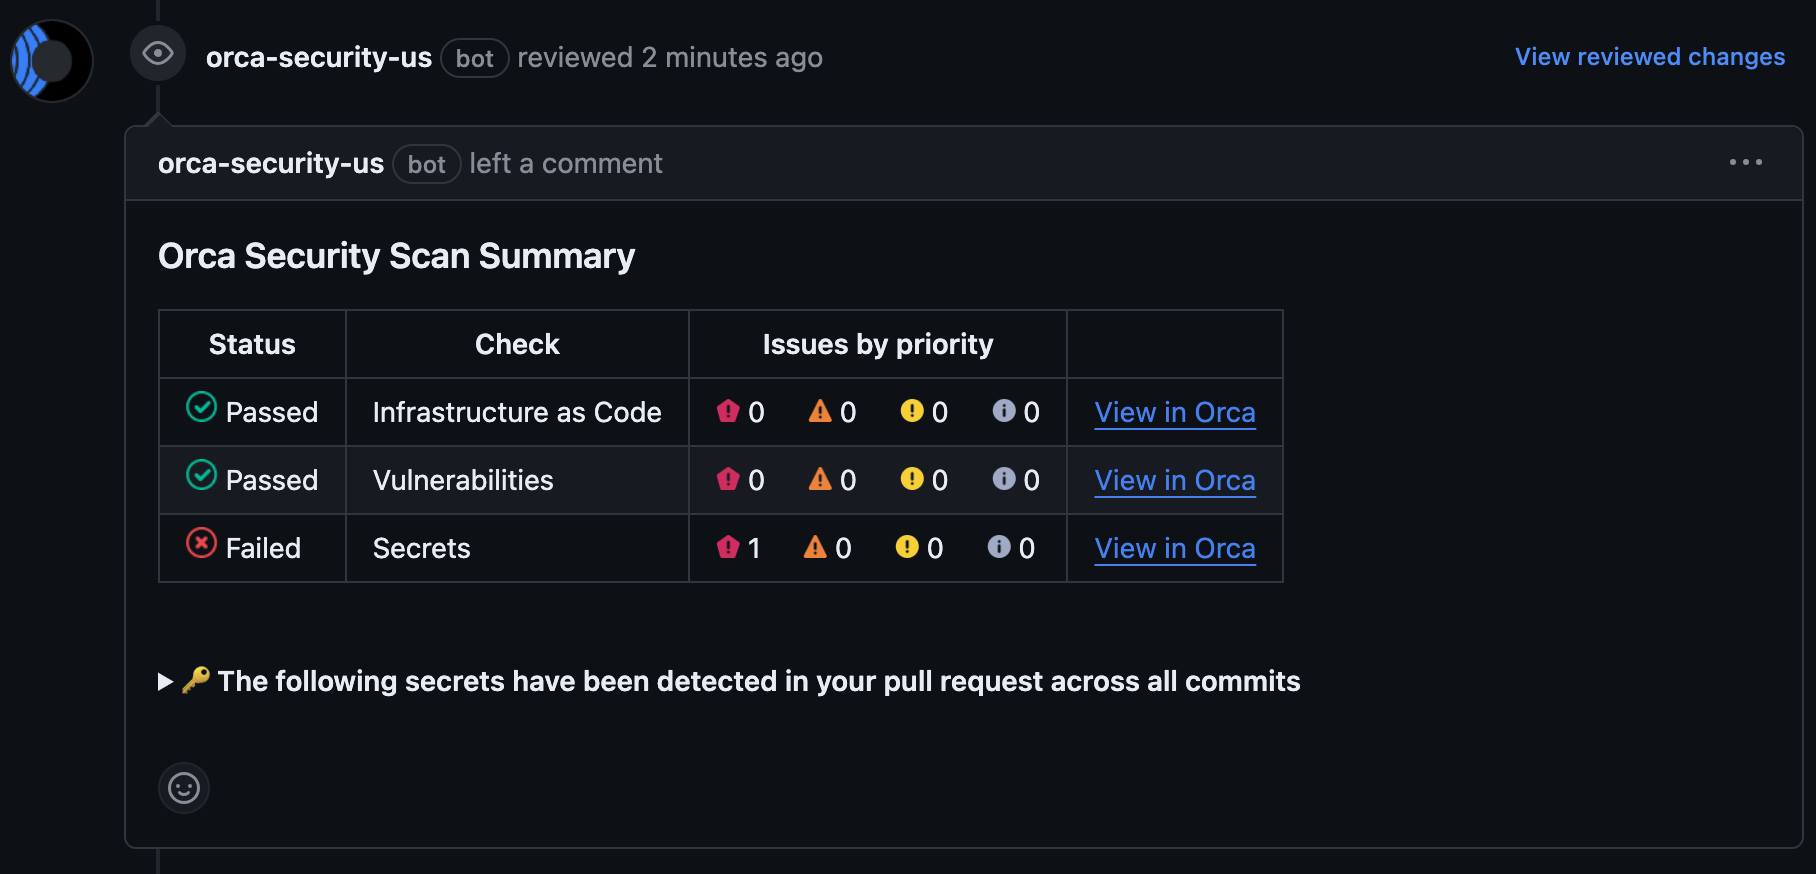 orca-security-us bot reviewed 2 minutes ago View reviewed changes
orca-security-us bot left a comment
Orca Security Scan Summary
Status Check Issues by priority
Passed Infrastructure as Code 0 0 0 0 View in Orca
Passed Vulnerabilities 0 0 0 0 View in Orca
Failed Secrets 1 0 0 0 View in Orca
The following secrets have been detected in your pull request across all commits